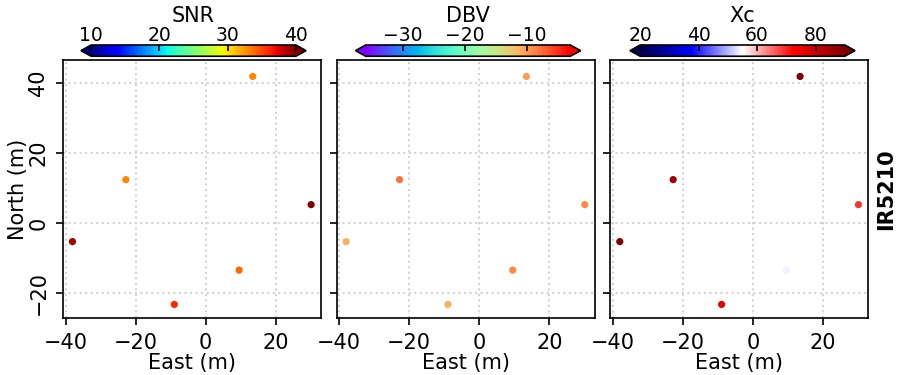 SNR DBV Xc
10 20 30 40 −30 −20 −10 20 40 60 80
40
20
0
−20
North (m)
IR5210
−40 −20 0 20 −40 −20 0 20 −40 −20 0 20
East (m) East (m) East (m)